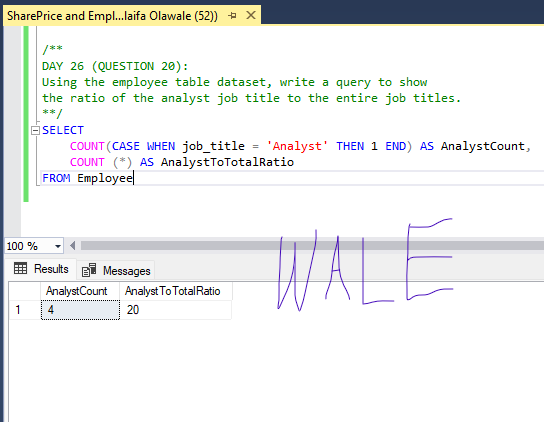 SharePrice and Empl...laifa Olawale (52))
/**
DAY 26 (QUESTION 20):
Using the employee table dataset, write a query to show
the ratio of the analyst job title to the entire job titles.
**/
SELECT
COUNT(CASE WHEN job_title = 'Analyst' THEN 1 END) AS AnalystCount,
COUNT (*) AS AnalystToTotalRatio
FROM Employee
100 %
WALE
Results Messages
AnalystCount AnalystToTotalRatio
1 4 20